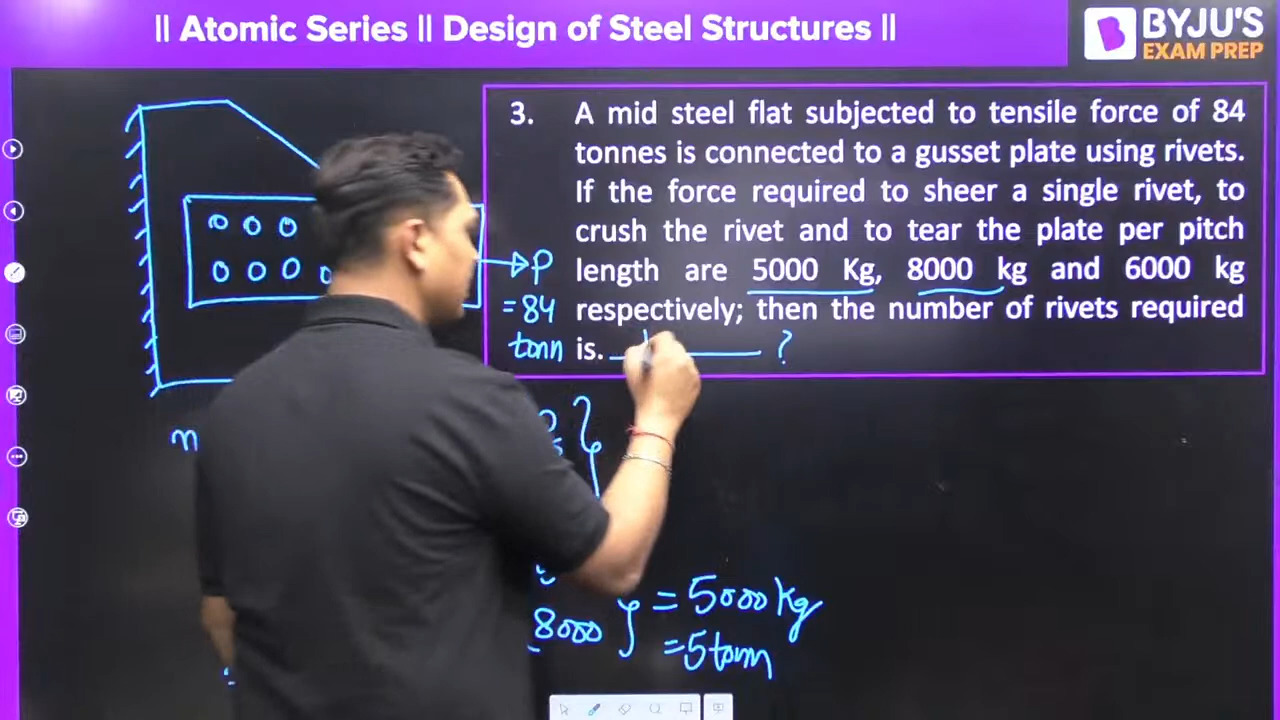 || Atomic Series || Design of Steel Structures ||
BYJU'S
EXAM PREP
3. A mid steel flat subjected to tensile force of 84
tonnes is connected to a gusset plate using rivets.
If the force required to sheer a single rivet, to
crush the rivet and to tear the plate per pitch
length are 5000 Kg, 8000 kg and 6000 kg
respectively; then the number of rivets required
is. ?
P
= 84
tonn
n
8000 } = 5000 kg
= 5 tonn